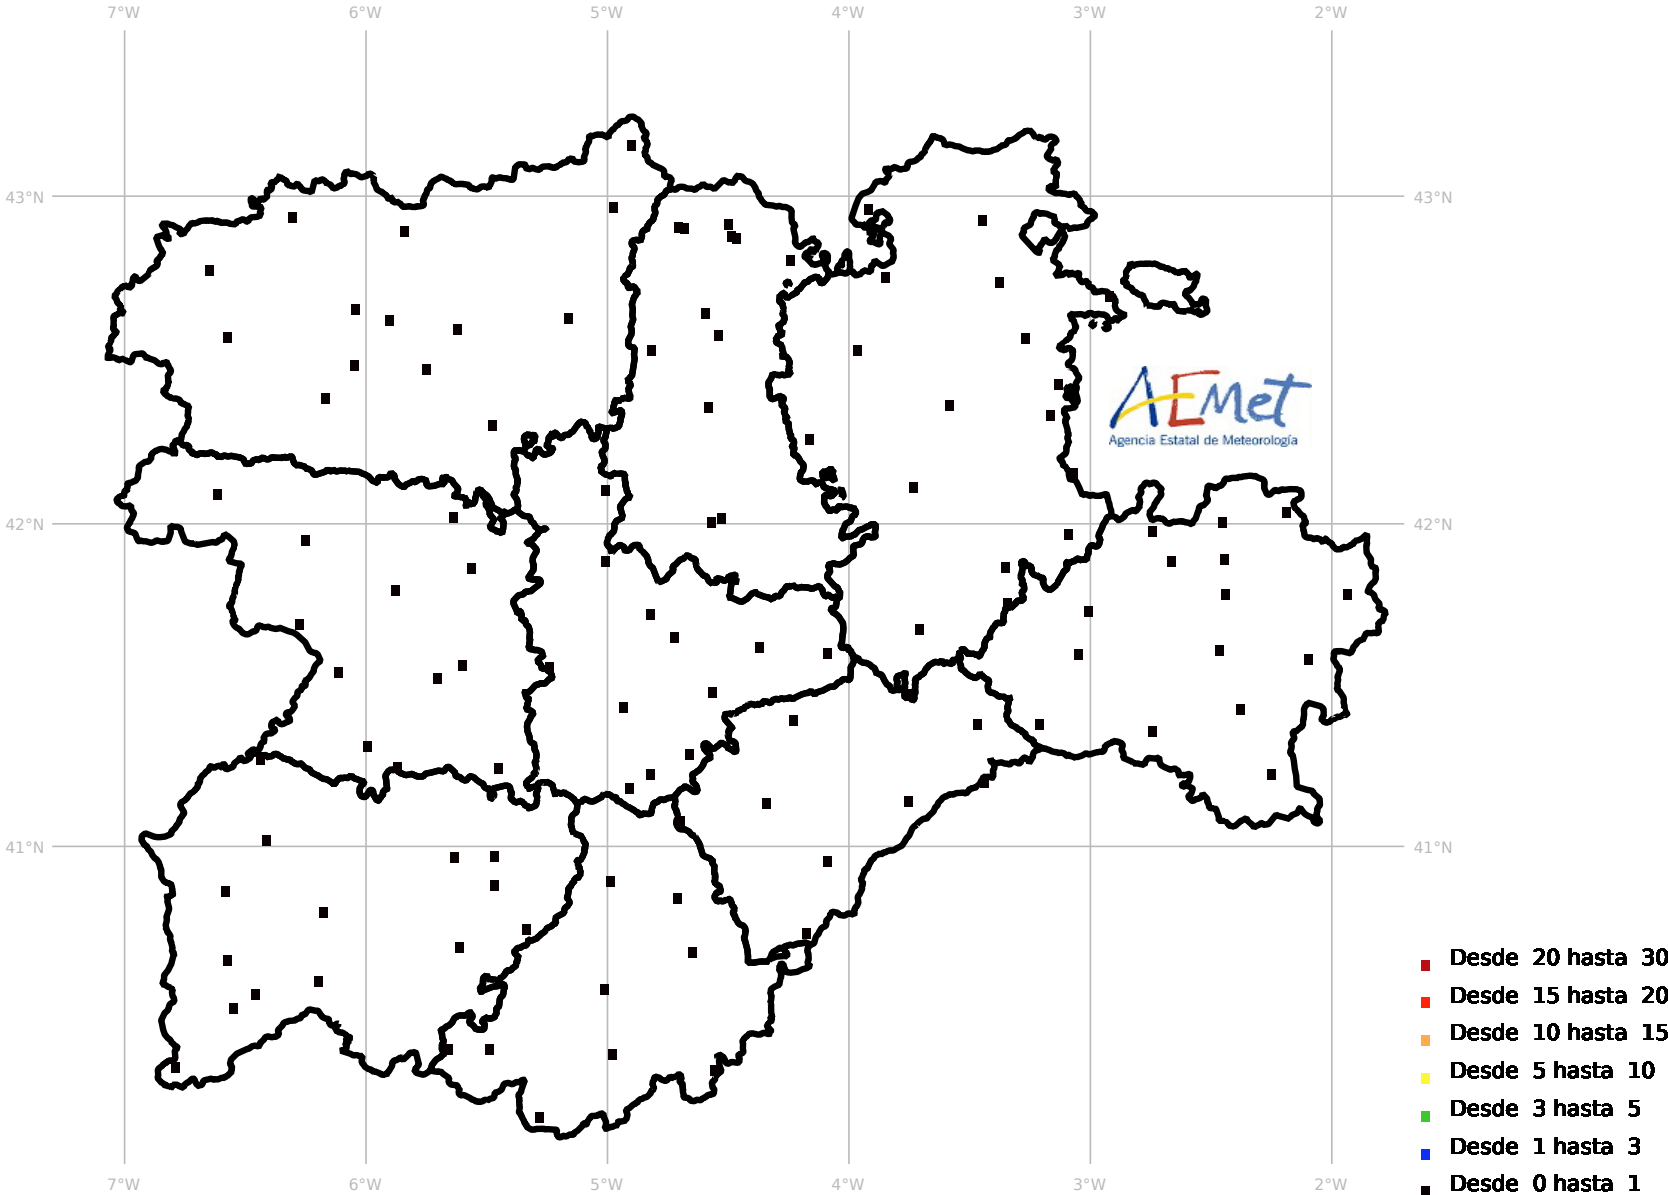 7°W 6°W 5°W 4°W 3°W 2°W
43°N 43°N
AEMet
Agencia Estatal de Meteorología
42°N 42°N
41°N 41°N
Desde 20 hasta 30
Desde 15 hasta 20
Desde 10 hasta 15
Desde 5 hasta 10
Desde 3 hasta 5
Desde 1 hasta 3
Desde 0 hasta 1
7°W 6°W 5°W 4°W 3°W 2°W